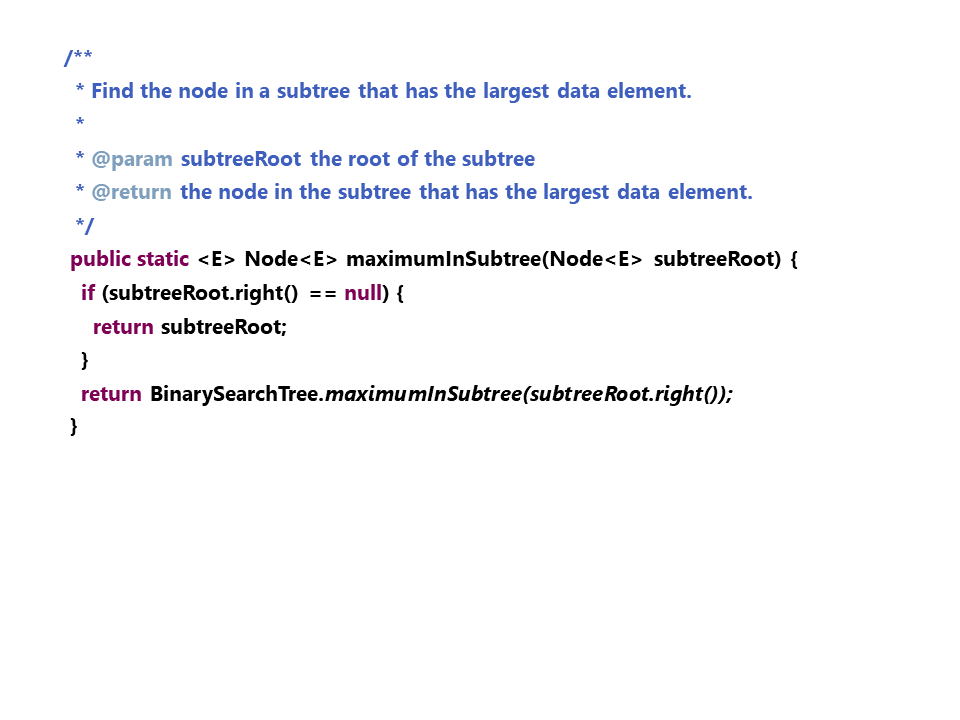 /**
* Find the node in a subtree that has the largest data element.
*
* @param subtreeRoot the root of the subtree
* @return the node in the subtree that has the largest data element.
*/
public static <E> Node<E> maximumInSubtree(Node<E> subtreeRoot) {
if (subtreeRoot.right() == null) {
return subtreeRoot;
}
return BinarySearchTree.maximumInSubtree(subtreeRoot.right());
}